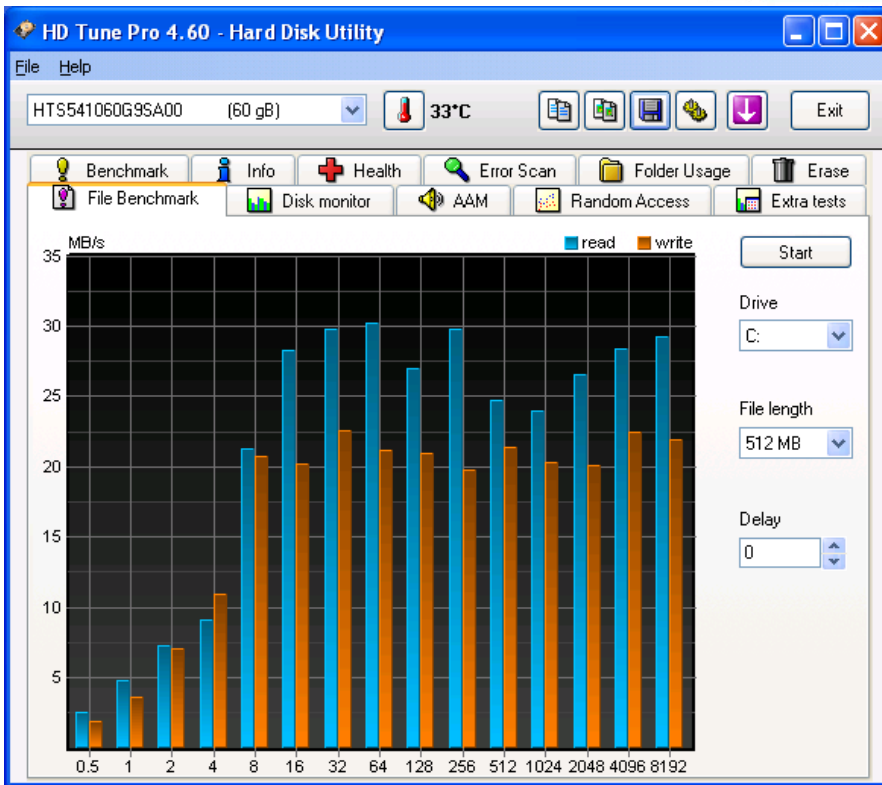 HD Tune Pro 4.60 - Hard Disk Utility
File Help
HTS541060G9SA00 (60 gB) 33°C Exit
Benchmark Info Health Error Scan Folder Usage Erase
File Benchmark Disk monitor AAM Random Access Extra tests
MB/s read write Start
35
Drive
30
C:
25
File length
512 MB
20
15
Delay
0
10
5
0.5 1 2 4 8 16 32 64 128 256 512 1024 2048 4096 8192